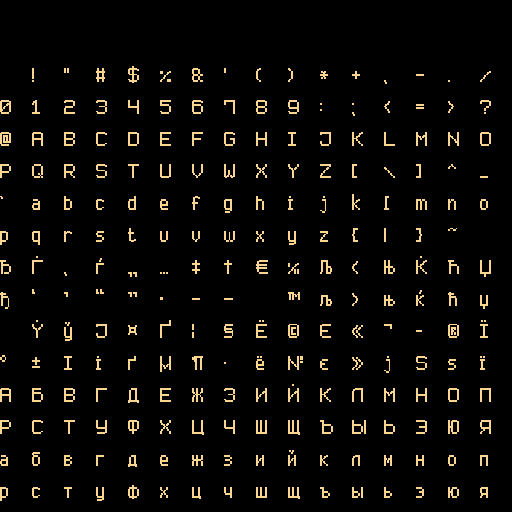 ! " # $ % & ' ( ) * + , - . /
0 1 2 3 4 5 6 7 8 9 : ; < = > ?
@ A B C D E F G H I J K L M N O
P Q R S T U V W X Y Z [ \ ] ^ _
` a b c d e f g h i j k l m n o
p q r s t u v w x y z { | } ~
Ђ Ѓ ‚ ѓ „ … ‡ † € ‰ Љ ‹ Њ Ќ Ћ Џ
ђ ‘ ’ “ ” • – — ™ љ › њ ќ ћ џ
Ў ў Ј ¤ Ґ ¦ § Ё © Є « ¬ - ® Ї
° ± І і ґ µ ¶ · ё № є » ј Ѕ ѕ ї
А Б В Г Д Е Ж З И Й К Л М Н О П
Р С Т У Ф Х Ц Ч Ш Щ Ъ Ы Ь Э Ю Я
а б в г д е ж з и й к л м н о п
р с т у ф х ц ч ш щ ъ ы ь э ю я